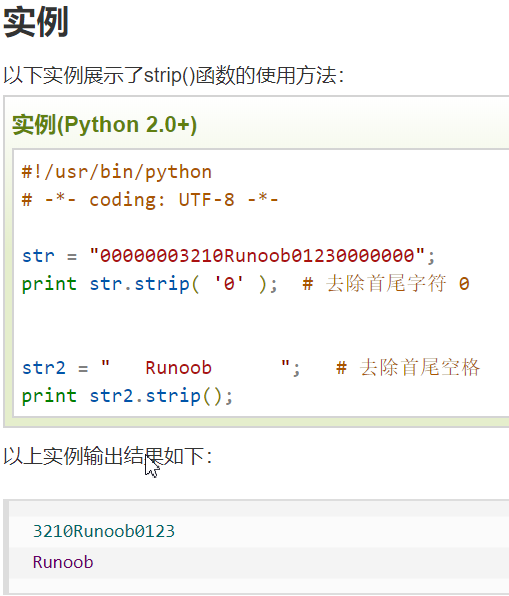 实例
以下实例展示了strip()函数的使用方法：
实例(Python 2.0+)
#!/usr/bin/python
# -*- coding: UTF-8 -*-
str = "00000003210Runoob01230000000";
print str.strip( '0' );  # 去除首尾字符 0
str2 = "   Runoob      ";   # 去除首尾空格
print str2.strip();
以上实例输出结果如下：
3210Runoob0123
Runoob